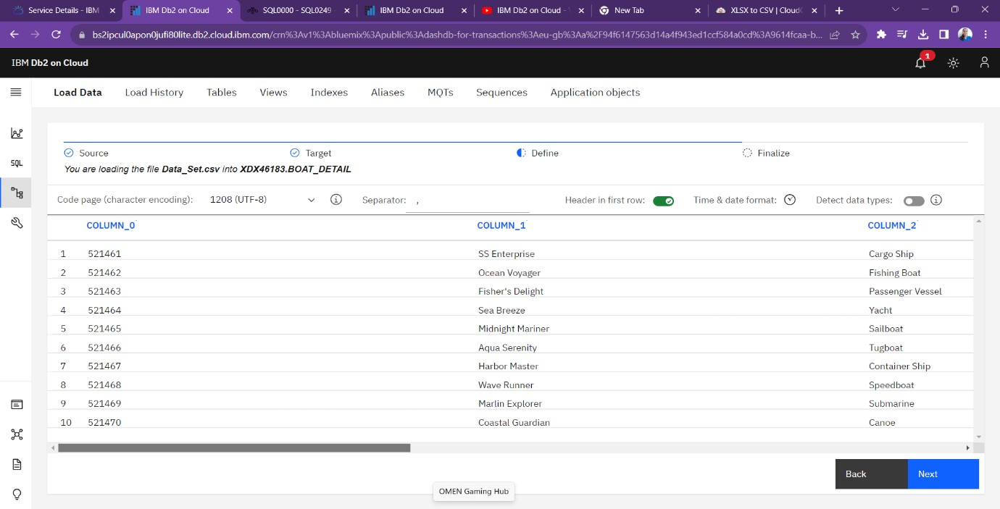 Service Details - IBM
IBM Db2 on Cloud
SQL0000 - SQL0249
IBM Db2 on Cloud
IBM Db2 on Cloud -
New Tab
XLSX to CSV | Cloud
bs2ipcul0apon0jufi80lite.db2.cloud.ibm.com/crn%3Av1%3Abluemix%3Apublic%3Adashdb-for-transactions%3Aeu-gb%3Aa%2F94f6147563d14a4f943ed1ccf584a0cd%3A9614fcaa-b...
IBM Db2 on Cloud
1
Load Data Load History Tables Views Indexes Aliases MQTs Sequences Application objects
SQL
Source Target Define Finalize
You are loading the file Data_Set.csv into XDX46183.BOAT_DETAIL
Code page (character encoding): 1208 (UTF-8) Separator: , Header in first row: Time & date format: Detect data types:
COLUMN_0 COLUMN_1 COLUMN_2
1 521461 SS Enterprise Cargo Ship
2 521462 Ocean Voyager Fishing Boat
3 521463 Fisher's Delight Passenger Vessel
4 521464 Sea Breeze Yacht
5 521465 Midnight Mariner Sailboat
6 521466 Aqua Serenity Tugboat
7 521467 Harbor Master Container Ship
8 521468 Wave Runner Speedboat
9 521469 Marlin Explorer Submarine
10 521470 Coastal Guardian Canoe
Back Next
OMEN Gaming Hub